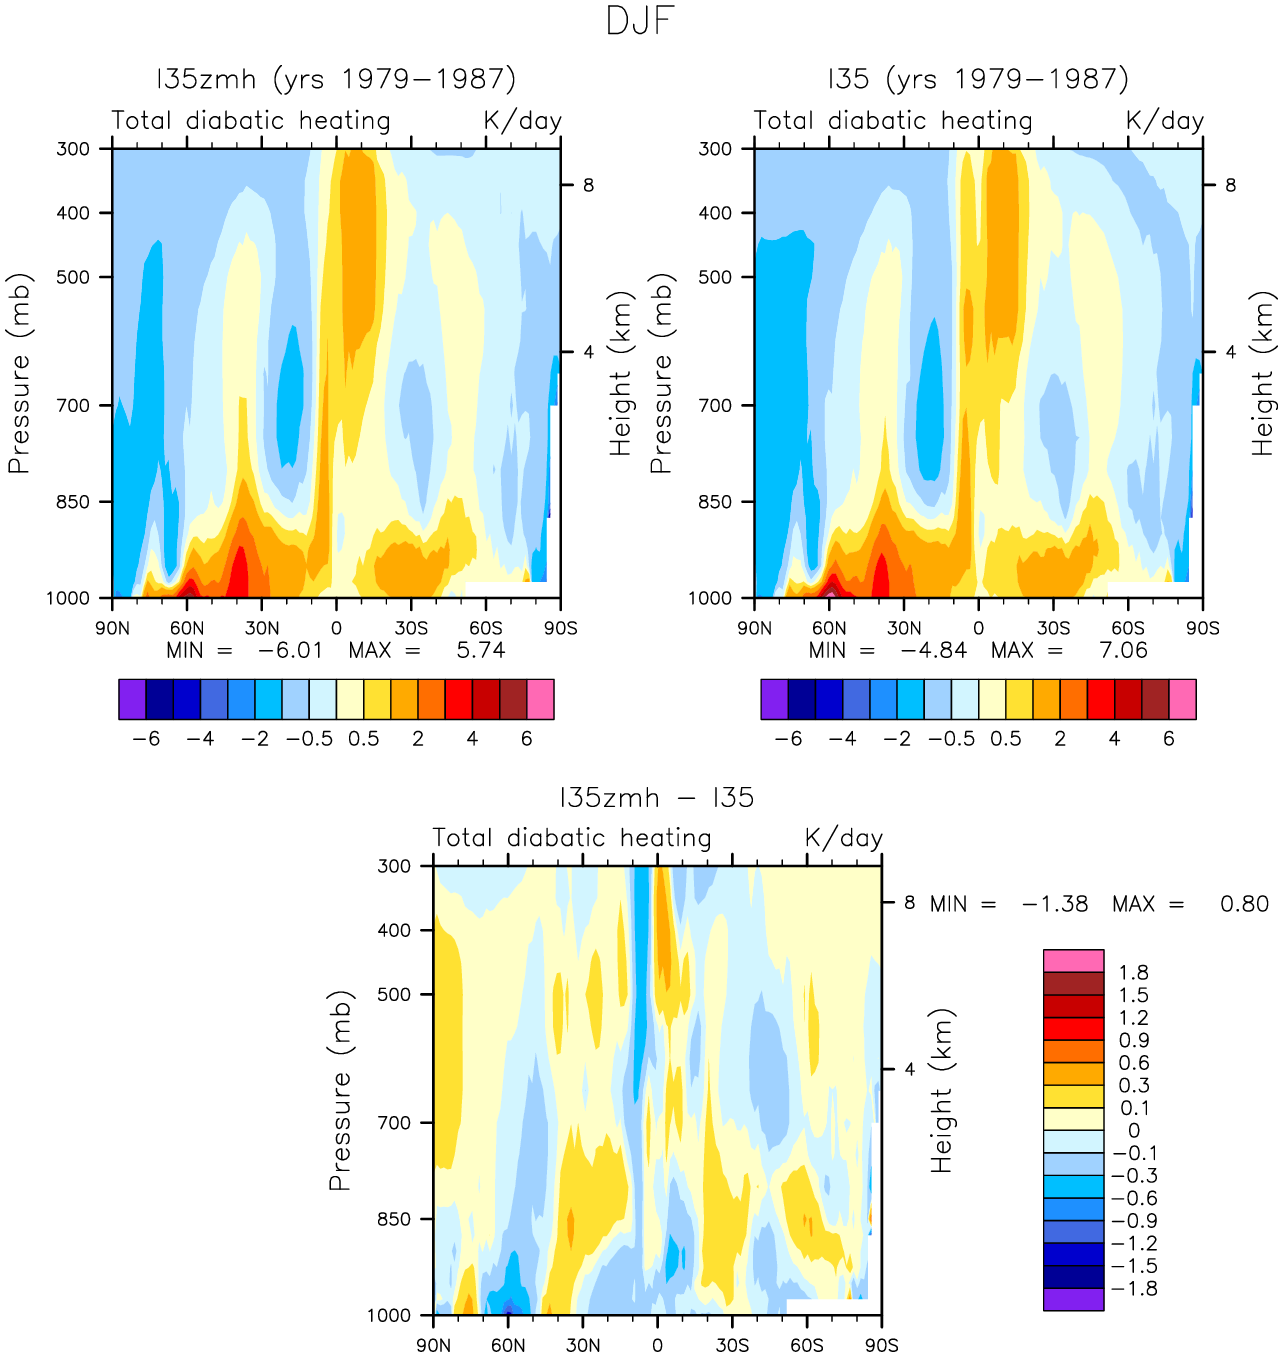 DJF
I35zmh (yrs 1979-1987)
Total diabatic heating K/day
300
400
500
700
850
1000
8
4
Pressure (mb)
Height (km)
90N 60N 30N 0 30S 60S 90S
MIN = -6.01 MAX = 5.74
-6 -4 -2 -0.5 0.5 2 4 6
I35 (yrs 1979-1987)
Total diabatic heating K/day
300
400
500
700
850
1000
8
4
Pressure (mb)
Height (km)
90N 60N 30N 0 30S 60S 90S
MIN = -4.84 MAX = 7.06
-6 -4 -2 -0.5 0.5 2 4 6
I35zmh - I35
Total diabatic heating K/day
300
400
500
700
850
1000
8
4
Pressure (mb)
Height (km)
90N 60N 30N 0 30S 60S 90S
MIN = -1.38 MAX = 0.80
1.8
1.5
1.2
0.9
0.6
0.3
0.1
0
-0.1
-0.3
-0.6
-0.9
-1.2
-1.5
-1.8